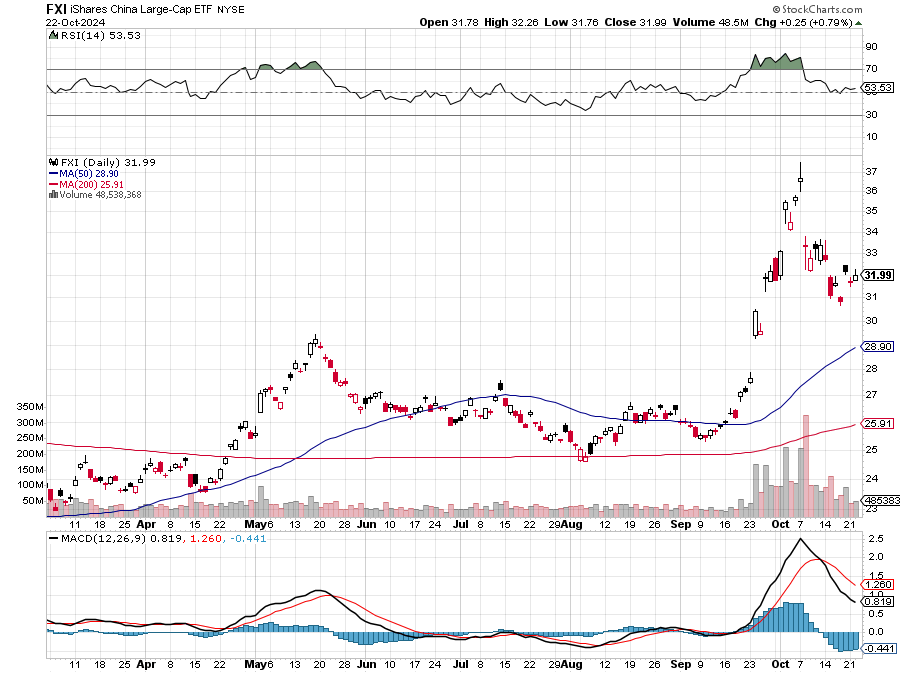 FXI iShares China Large-Cap ETF NYSE © StockCharts.com
22-Oct-2024 Open 31.78 High 32.26 Low 31.76 Close 31.99 Volume 48.5M Chg +0.25 (+0.79%)
RSI(14) 53.53
90
70
53.53
30
10
FXI (Daily) 31.99
MA(50) 28.90
MA(200) 25.91
Volume 48,538,368
37
36
35
34
33
31.99
31
30
28.90
28
27
25.91
25
24
23
350M
300M
250M
200M
150M
100M
50M
485383
11 18 25 Apr 8 15 22 May 6 13 20 28 Jun 10 17 24 Jul 8 15 22 29 Aug 12 19 26 Sep 9 16 23 Oct 7 14 21
MACD(12,26,9) 0.819, 1.260, -0.441
2.5
2.0
1.5
1.260
1.0
0.819
0.5
0.0
-0.441
11 18 25 Apr 8 15 22 May 6 13 20 28 Jun 10 17 24 Jul 8 15 22 29 Aug 12 19 26 Sep 9 16 23 Oct 7 14 21